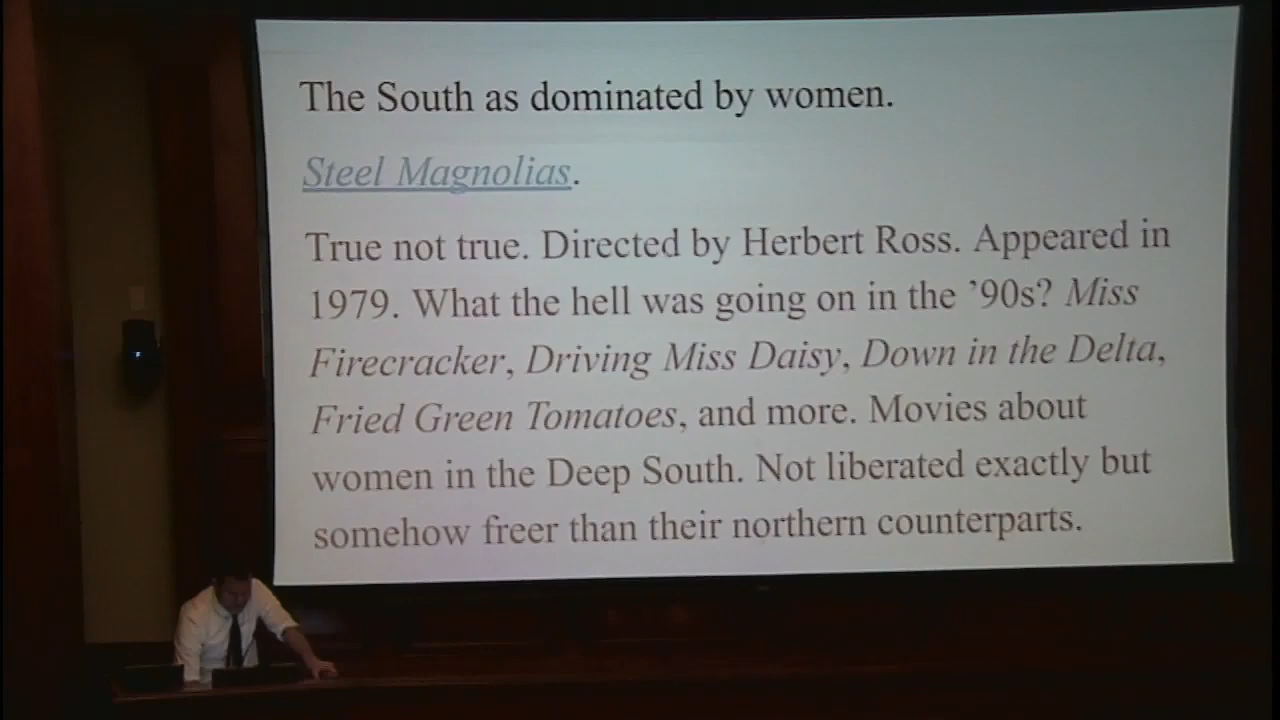 The South as dominated by women.
Steel Magnolias.
True not true. Directed by Herbert Ross. Appeared in
1979. What the hell was going on in the ’90s? Miss
Firecracker, Driving Miss Daisy, Down in the Delta,
Fried Green Tomatoes, and more. Movies about
women in the Deep South. Not liberated exactly but
somehow freer than their northern counterparts.